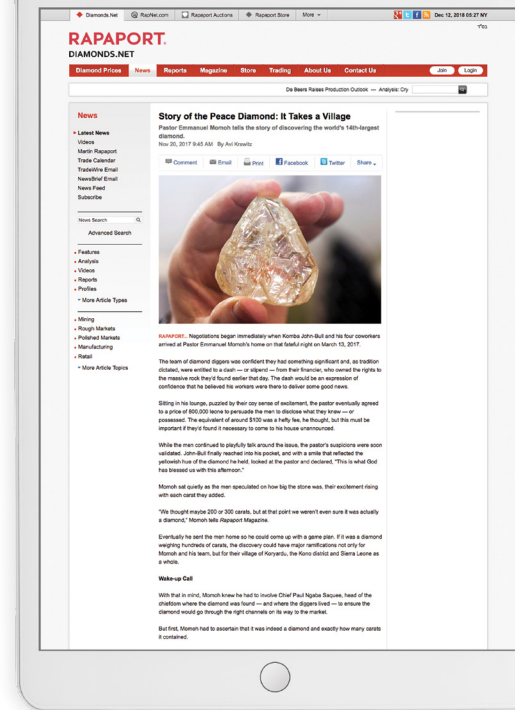 Diamonds.Net RapNet.com Rapaport Auctions Rapaport Store More Dec 12, 2018 05:27 NY
RAPAPORT.
DIAMONDS.NET
Diamond Prices News Reports Magazine Store Trading About Us Contact Us Join Login
De Beers Raises Production Outlook — Analysis: Cry
News
Latest News
Videos
Martin Rapaport
Trade Calendar
TradeWire Email
NewsBrief Email
News Feed
Subscribe
News Search
Advanced Search
Features
Analysis
Videos
Reports
Profiles
More Article Types
Mining
Rough Markets
Polished Markets
Manufacturing
Retail
More Article Topics
Story of the Peace Diamond: It Takes a Village
Pastor Emmanuel Momoh tells the story of discovering the world's 14th-largest
diamond.
Nov 20, 2017 9:45 AM By Avi Krawitz
Comment Email Print Facebook Twitter Share
RAPAPORT... Negotiations began immediately when Komba John-Bull and his four coworkers
arrived at Pastor Emmanuel Momoh's home on that fateful night on March 13, 2017.
The team of diamond diggers was confident they had something significant and, as tradition
dictated, were entitled to a dash — or stipend — from their financier, who owned the rights to
the massive rock they'd found earlier that day. The dash would be an expression of
confidence that he believed his workers were there to deliver some good news.
Sitting in his lounge, puzzled by their coy sense of excitement, the pastor eventually agreed
to a price of 800,000 leone to persuade the men to disclose what they knew — or
possessed. The equivalent of around $100 was a hefty fee, he thought, but this must be
important if they'd found it necessary to come to his house unannounced.
While the men continued to playfully talk around the issue, the pastor's suspicions were soon
validated. John-Bull finally reached into his pocket, and with a smile that reflected the
yellowish hue of the diamond he held, looked at the pastor and declared, "This is what God
has blessed us with this afternoon."
Momoh sat quietly as the men speculated on how big the stone was, their excitement rising
with each carat they added.
"We thought maybe 200 or 300 carats, but at that point we weren't even sure it was actually
a diamond," Momoh tells Rapaport Magazine.
Eventually he sent the men home so he could come up with a game plan. If it was a diamond
weighing hundreds of carats, the discovery could have major ramifications not only for
Momoh and his team, but for their village of Koryardu, the Kono district and Sierra Leone as
a whole.
Wake-up Call
With that in mind, Momoh knew he had to involve Chief Paul Ngaba Saquee, head of the
chiefdom where the diamond was found — and where the diggers lived — to ensure the
diamond would go through the right channels on its way to the market.
But first, Momoh had to ascertain that it was indeed a diamond and exactly how many carats
it contained.